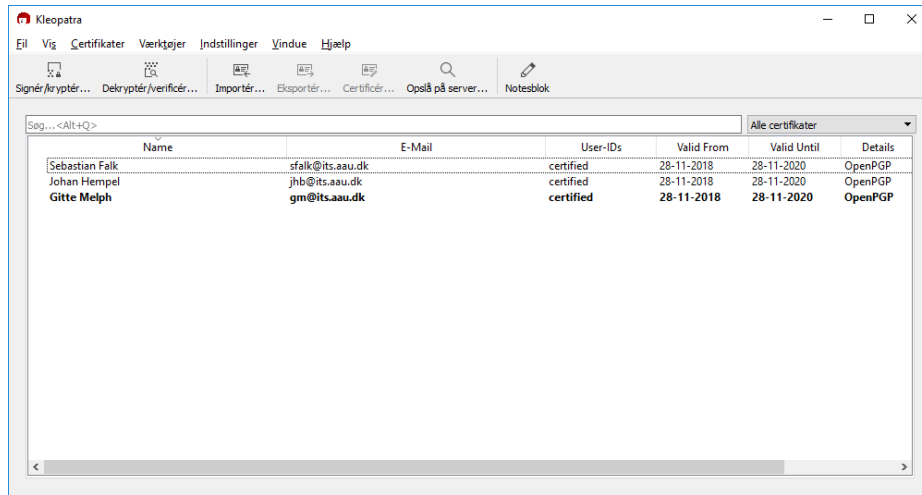 Kleopatra
Fil Vis Certifikater Værktøjer Indstillinger Vindue Hjælp
Signér/kryptér... Dekryptér/verificér... Importér... Eksportér... Certificér... Opslå på server... Notesblok
Søg...<Alt+Q> Alle certifikater
Name E-Mail User-IDs Valid From Valid Until Details
Sebastian Falk sfalk@its.aau.dk certified 28-11-2018 28-11-2020 OpenPGP
Johan Hempel jhb@its.aau.dk certified 28-11-2018 28-11-2020 OpenPGP
Gitte Melph gm@its.aau.dk certified 28-11-2018 28-11-2020 OpenPGP